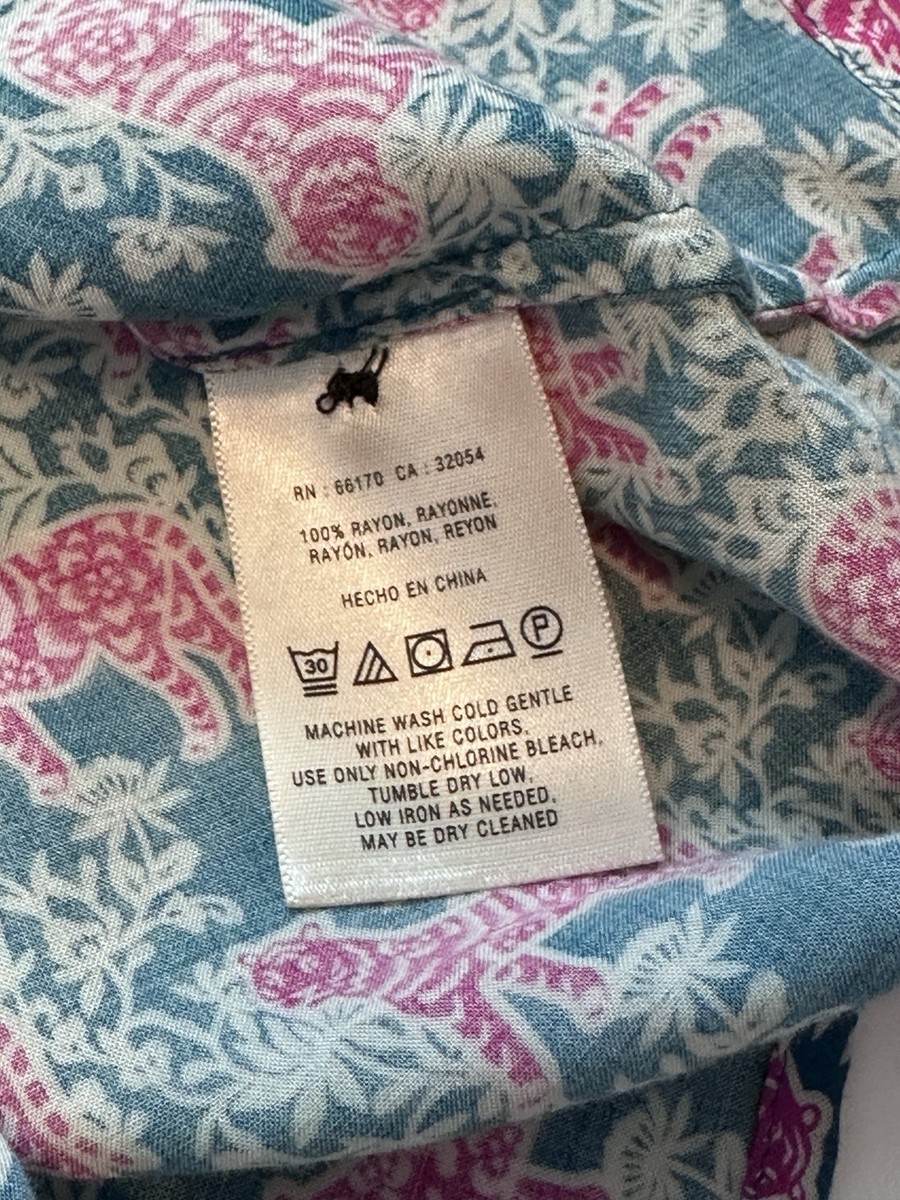 RN : 66170 CA : 32054
100% RAYON, RAYONNE,
RAYÓN, RAYON, REYON
HECHO EN CHINA
30 P
MACHINE WASH COLD GENTLE
WITH LIKE COLORS.
USE ONLY NON-CHLORINE BLEACH.
TUMBLE DRY LOW.
LOW IRON AS NEEDED.
MAY BE DRY CLEANED